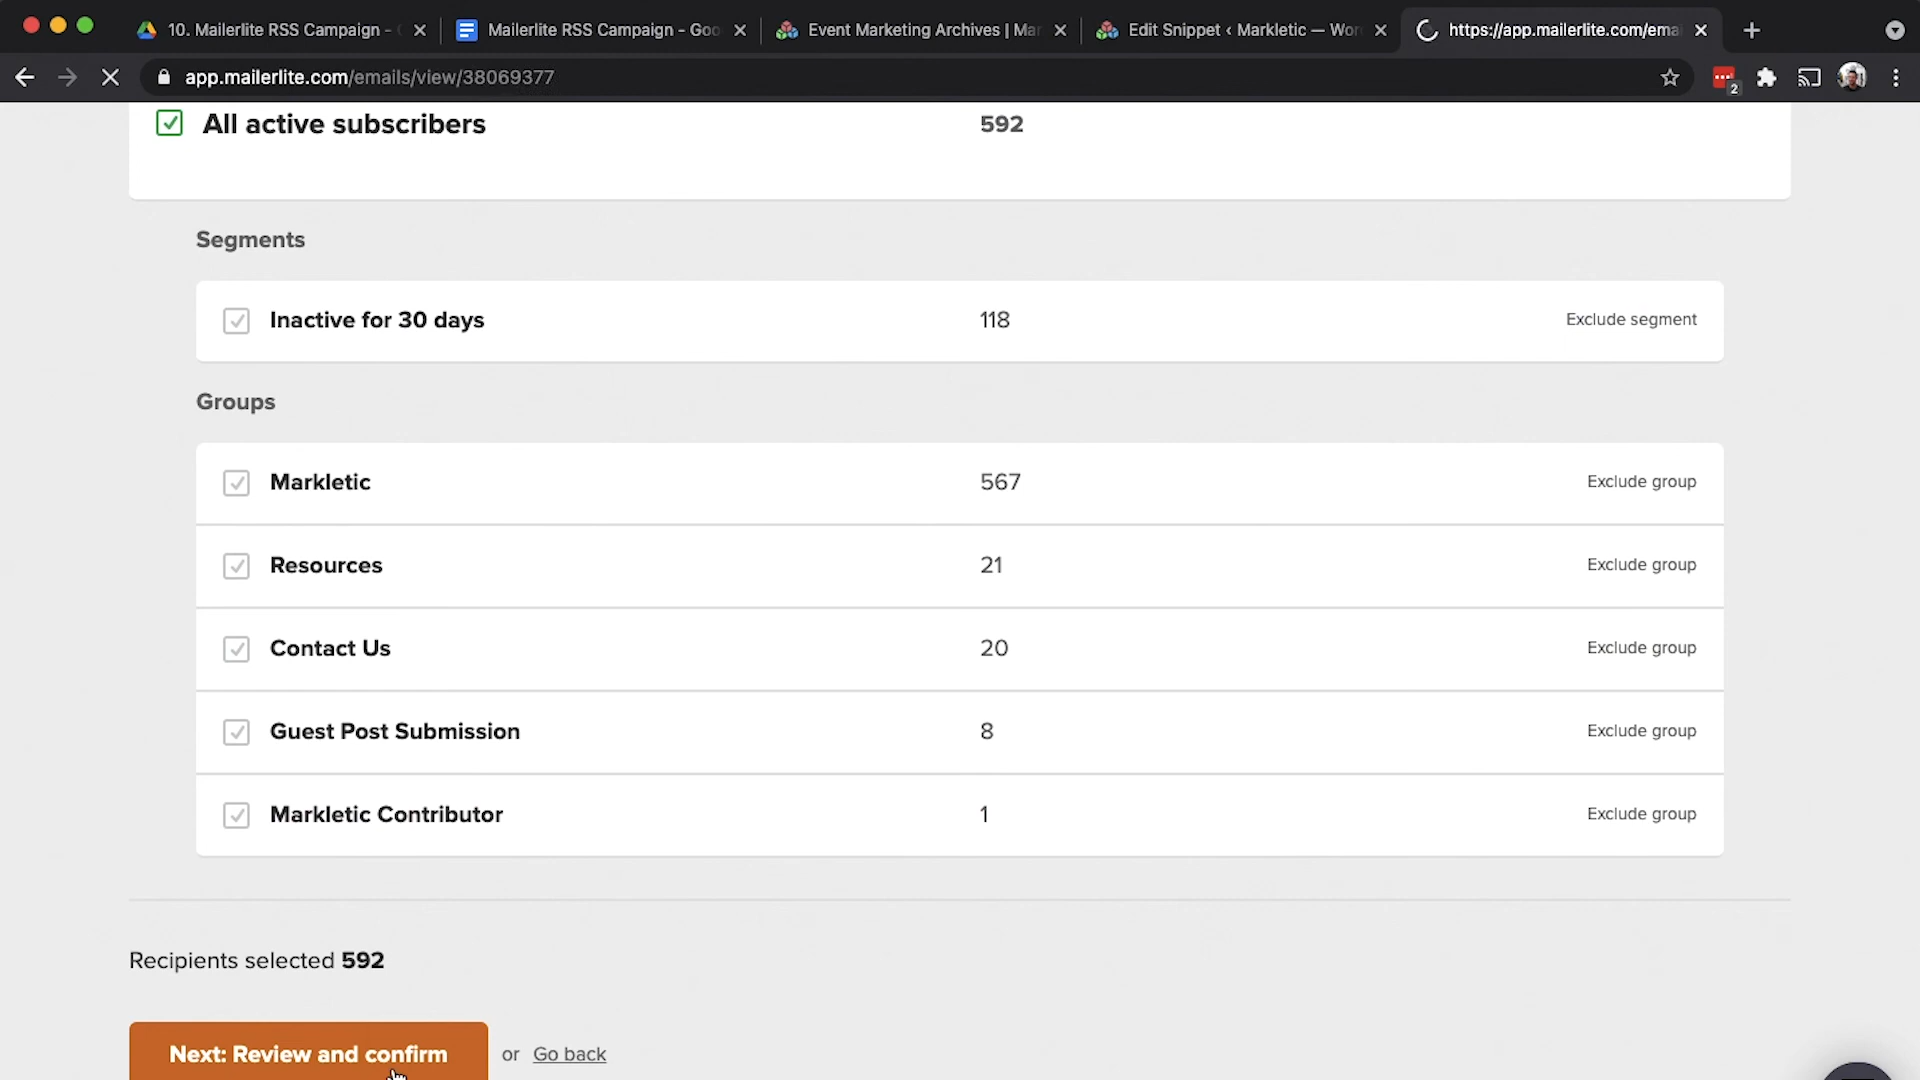 10. Mailerlite RSS Campaign -
Mailerlite RSS Campaign - Goo
Event Marketing Archives | Mar
Edit Snippet ‹ Markletic — Wor
https://app.mailerlite.com/emai
app.mailerlite.com/emails/view/38069377
2
All active subscribers 592
Segments
Inactive for 30 days 118 Exclude segment
Groups
Markletic 567 Exclude group
Resources 21 Exclude group
Contact Us 20 Exclude group
Guest Post Submission 8 Exclude group
Markletic Contributor 1 Exclude group
Recipients selected 592
Next: Review and confirm or Go back